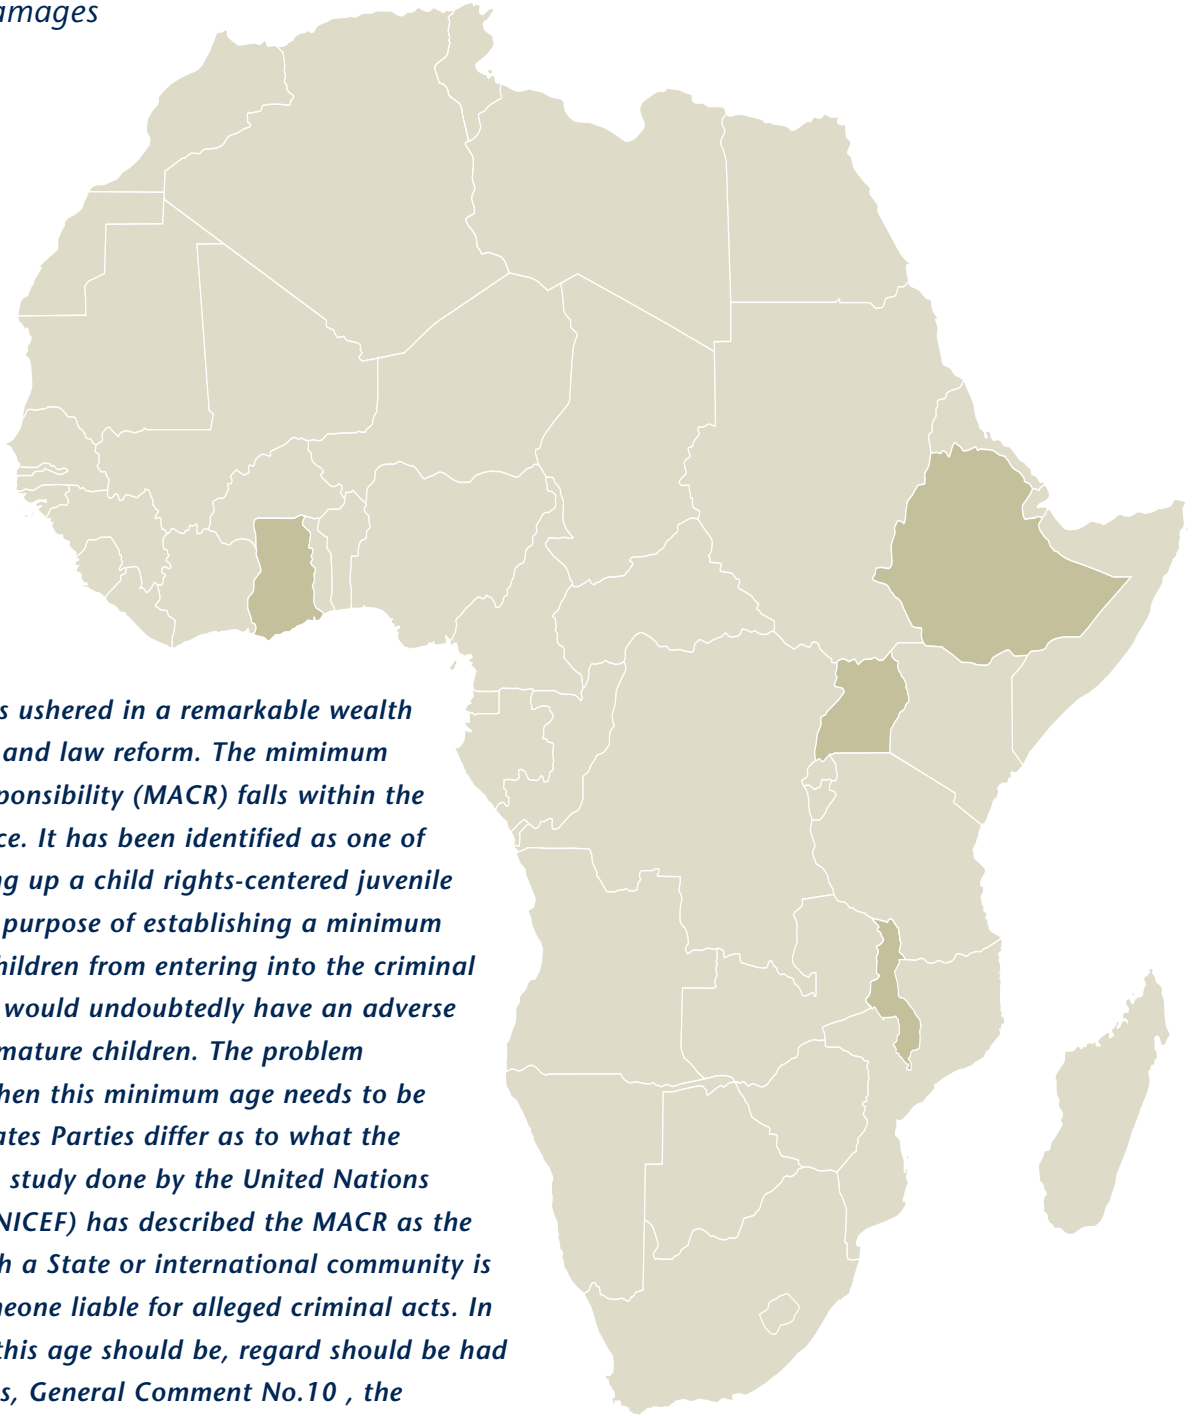 amages
s ushered in a remarkable wealth
and law reform. The mimimum
ponsibility (MACR) falls within the
ce. It has been identified as one of
ng up a child rights-centered juvenile
purpose of establishing a minimum
hildren from entering into the criminal
would undoubtedly have an adverse
mature children. The problem
hen this minimum age needs to be
ates Parties differ as to what the
study done by the United Nations
NICEF) has described the MACR as the
h a State or international community is
neone liable for alleged criminal acts. In
this age should be, regard should be had
s, General Comment No.10 , the